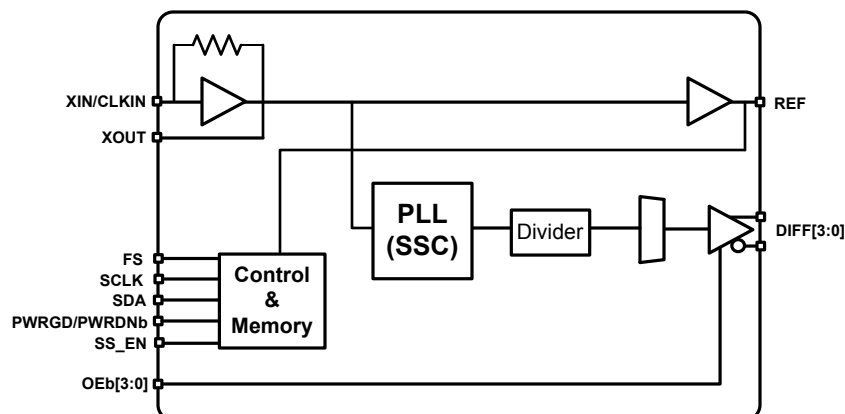 XIN/CLKIN
XOUT
REF
PLL
(SSC)
Divider
DIFF[3:0]
FS
SCLK
SDA
PWRGD/PWRDNb
SS_EN
Control
&
Memory
OEb[3:0]